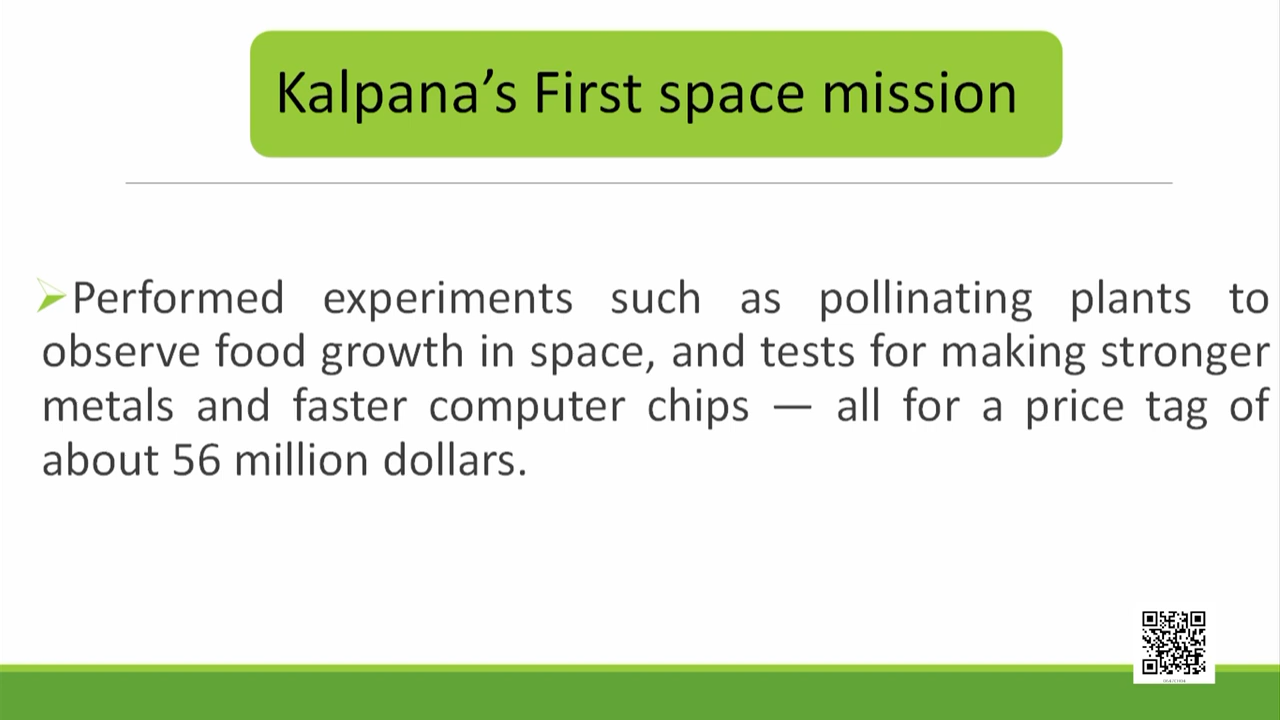 Kalpana’s First space mission
Performed experiments such as pollinating plants to
observe food growth in space, and tests for making stronger
metals and faster computer chips — all for a price tag of
about 56 million dollars.